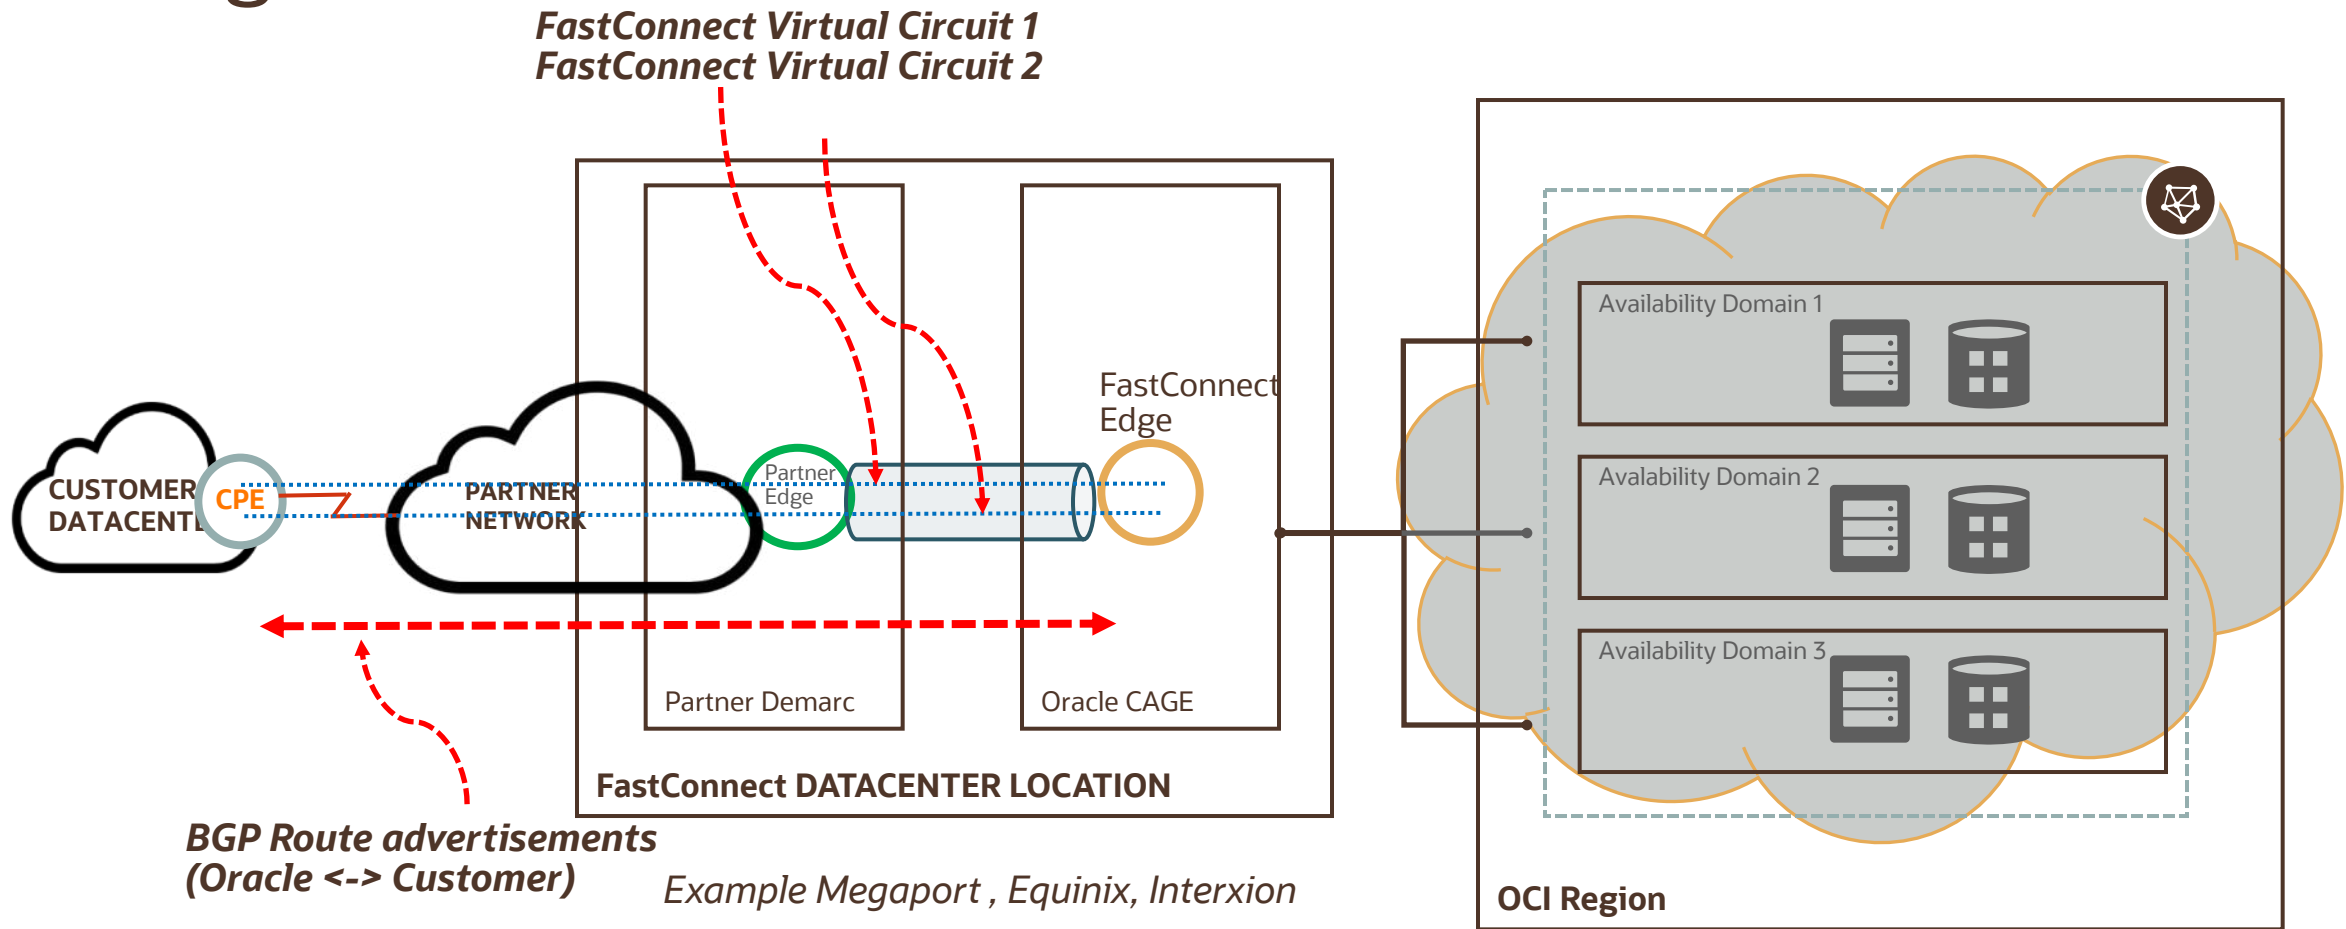 FastConnect Virtual Circuit 1
FastConnect Virtual Circuit 2
CUSTOMER
CPE
PARTNER
NETWORK
Partner
Edge
FastConnect
Edge
Partner Demarc
Oracle CAGE
FastConnect DATACENTER LOCATION
BGP Route advertisements
(Oracle <-> Customer)
Example Megaport , Equinix, Interxion
Availability Domain 1
Availability Domain 2
Availability Domain 3
OCI Region